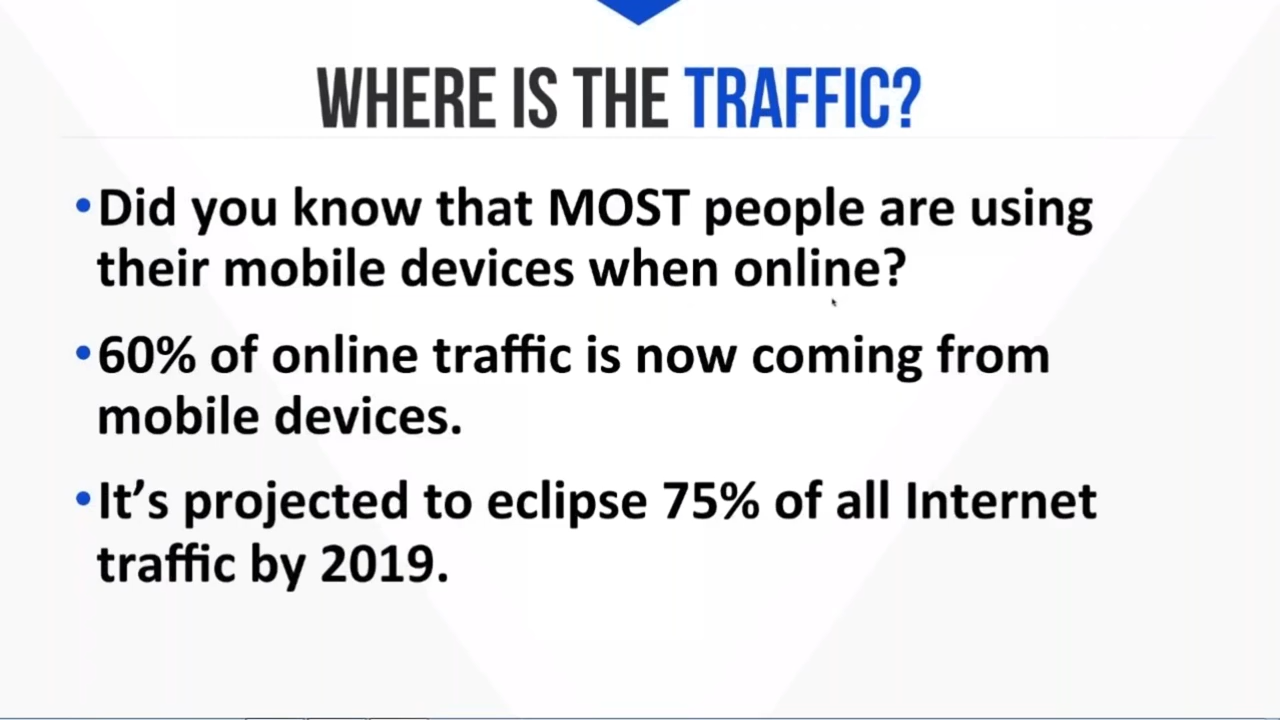 WHERE IS THE TRAFFIC?
•Did you know that MOST people are using
their mobile devices when online?
•60% of online traffic is now coming from
mobile devices.
•It’s projected to eclipse 75% of all Internet
traffic by 2019.